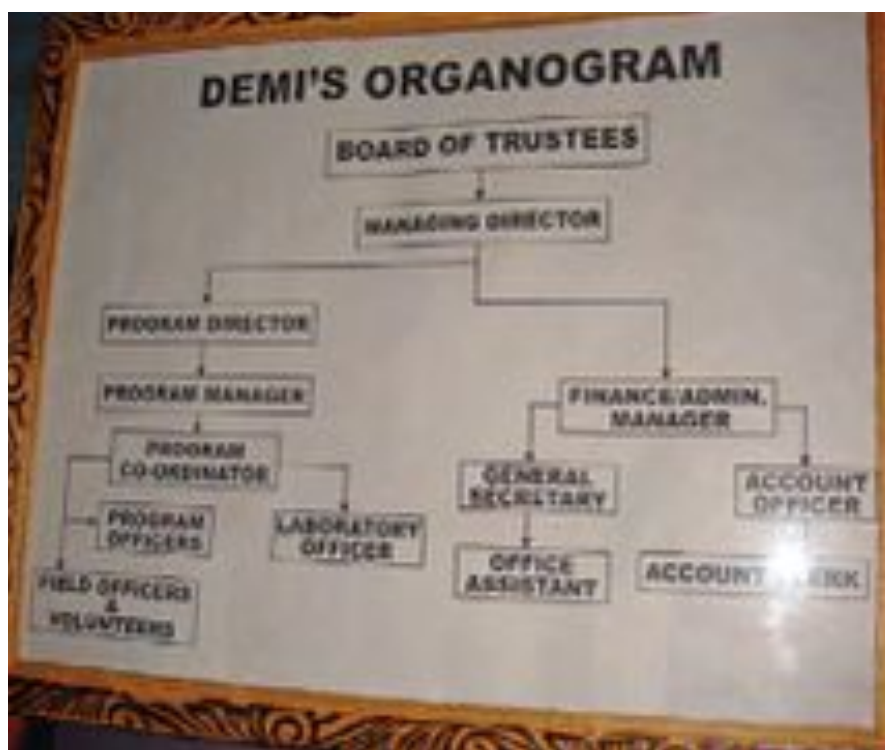 DEMI'S ORGANOGRAM
BOARD OF TRUSTEES
MANAGING DIRECTOR
PROGRAM DIRECTOR
PROGRAM MANAGER
FINANCE/ADMIN.
MANAGER
PROGRAM
CO-ORDINATOR
GENERAL
SECRETARY
ACCOUNT
OFFICER
PROGRAM
OFFICERS
LABORATORY
OFFICER
OFFICE
ASSISTANT
ACCOUNT
FIELD OFFICERS
&
VOLUNTEERS